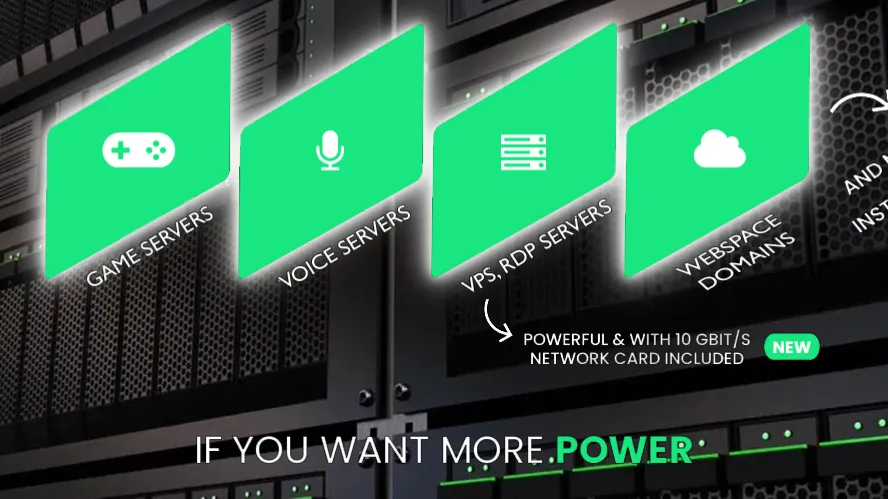 GAME SERVERS
VOICE SERVERS
VPS, RDP SERVERS
WEBSPACE
DOMAINS
AND
POWERFUL & WITH 10 GBIT/S
NETWORK CARD INCLUDED
NEW
IF YOU WANT MORE POWER